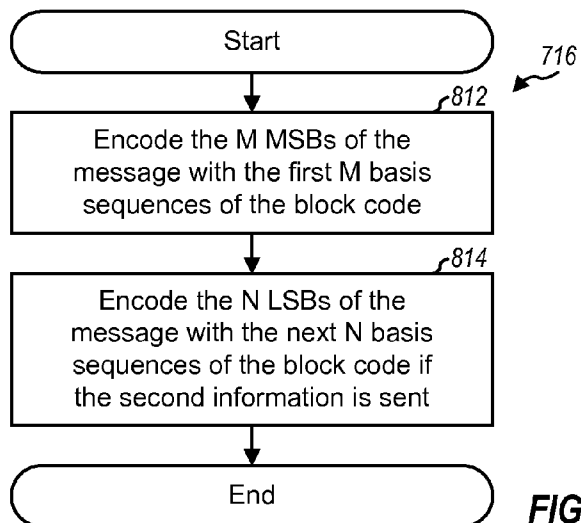 Start
716
812
Encode the M MSBs of the
message with the first M basis
sequences of the block code
814
Encode the N LSBs of the
message with the next N basis
sequences of the block code if
the second information is sent
End
FIG